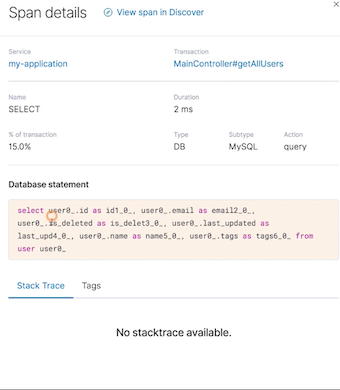 Span details
View span in Discover
Service
Transaction
my-application
MainController#getAllUsers
Name
Duration
SELECT
2 ms
% of transaction
Type
Subtype
Action
15.0%
DB
MySQL
query
Database statement
select user0_.id as id1_0_, user0_.email as email2_0_,
user0_.is_deleted as is_delet3_0_, user0_.last_updated as
last_upd4_0_, user0_.name as name5_0_, user0_.tags as tags6_0_ from
user user0_
Stack Trace
Tags
No stacktrace available.